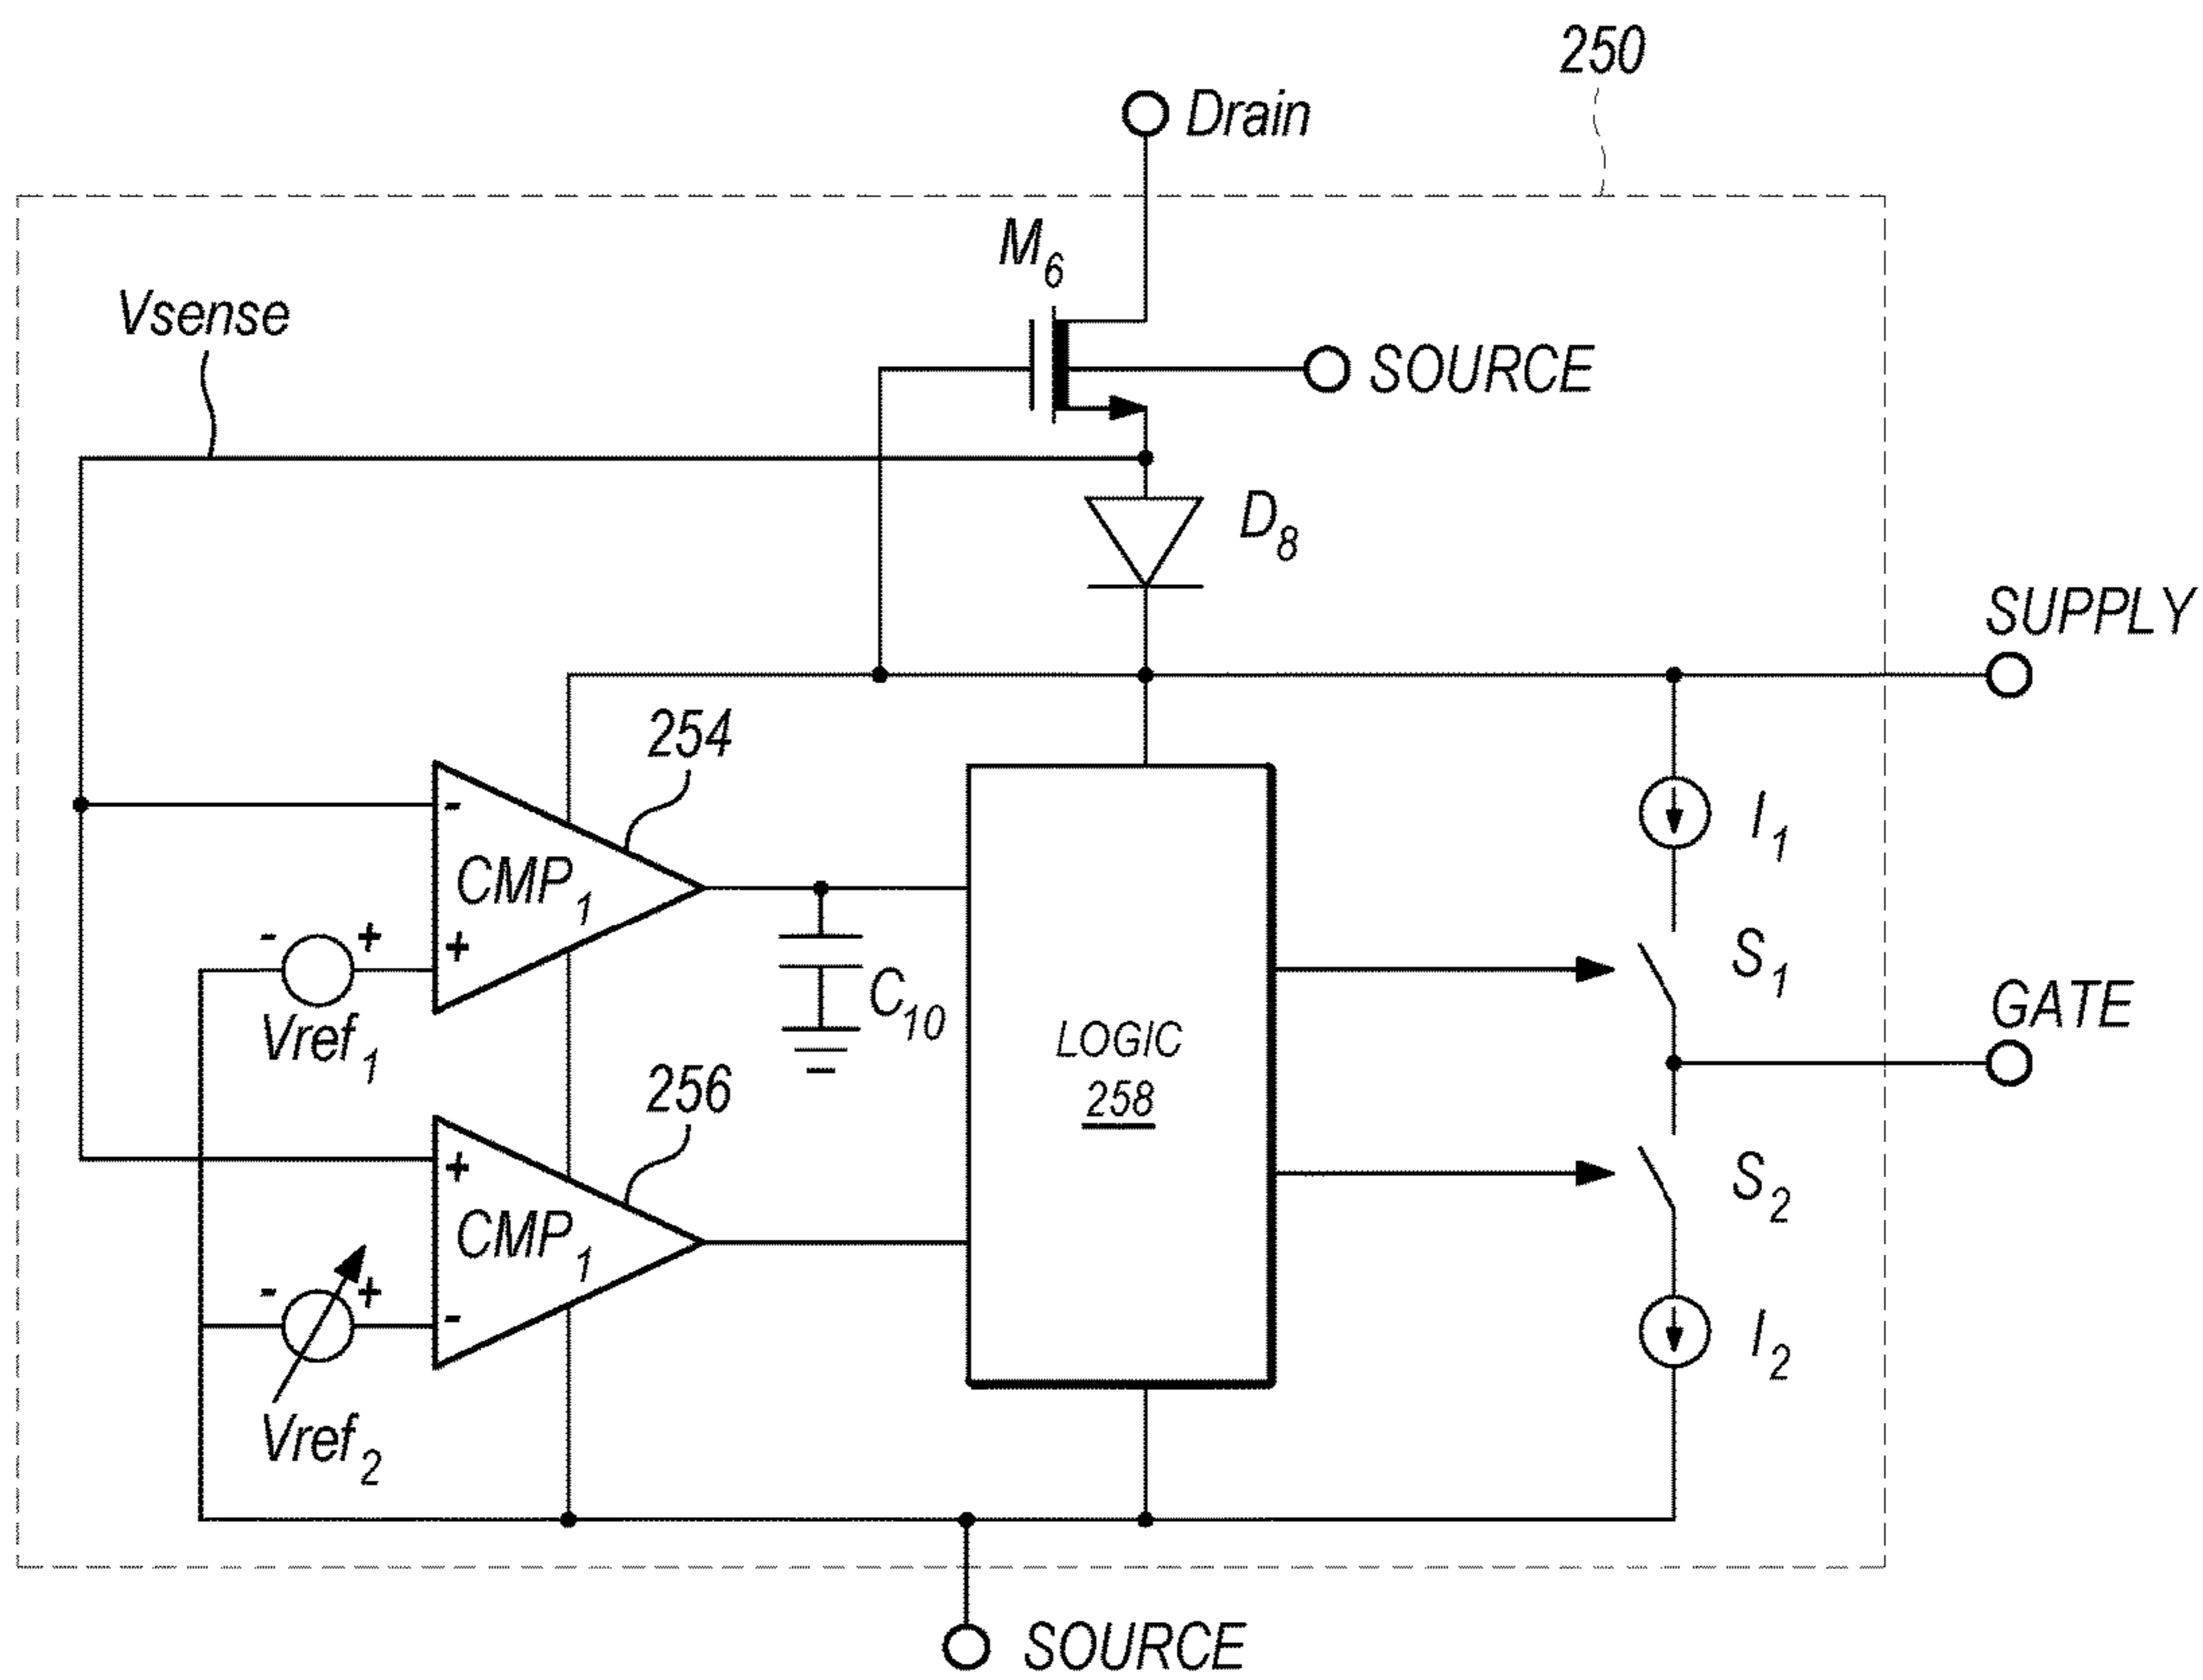 250
Drain
M6
Vsense
SOURCE
D8
SUPPLY
254
I1
- CMP1 +
- +
Vref1
C10
S1
GATE
LOGIC
258
256
+ CMP1 -
- +
Vref2
S2
I2
SOURCE